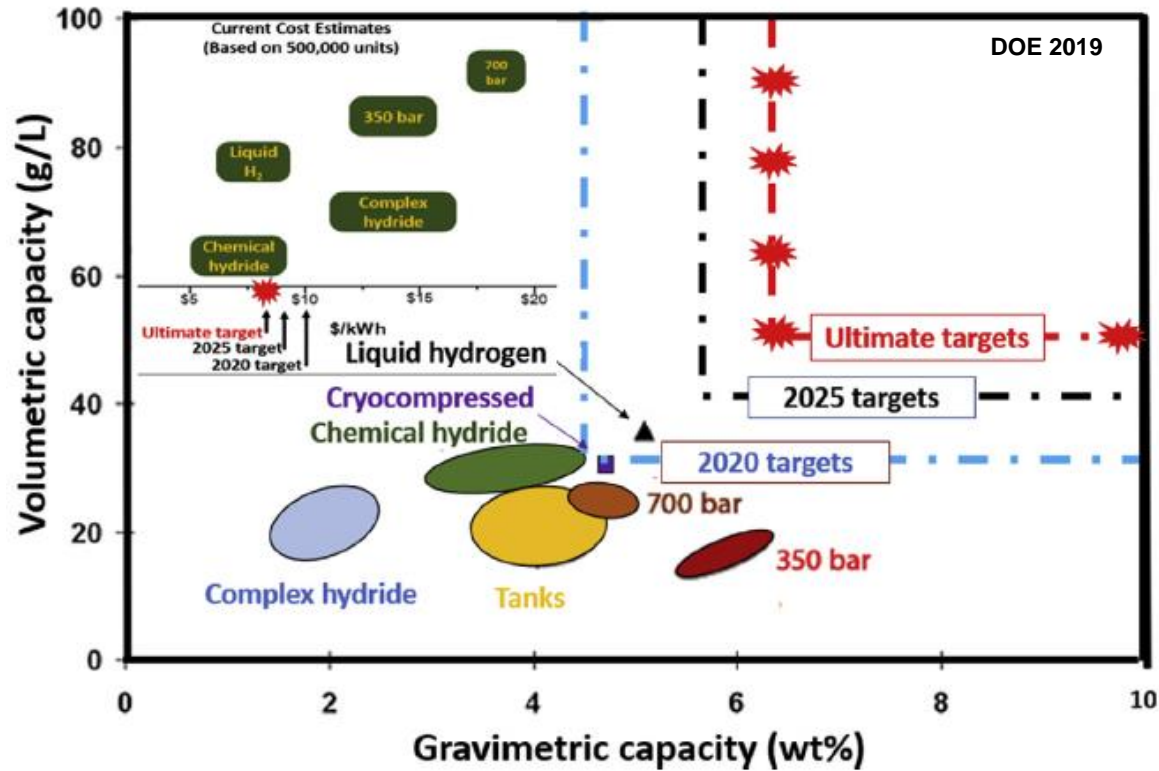 100
Current Cost Estimates
(Based on 500,000 units)
DOE 2019
700
bar
350 bar
80
Liquid
H₂
Complex
hydride
Chemical
hydride
60
$5
$10
$15
$20
Ultimate target
2025 target
2020 target
$/kWh
Liquid hydrogen
Ultimate targets
Cryocompressed
2025 targets
40
Chemical hydride
2020 targets
700 bar
20
350 bar
Complex hydride
Tanks
0
Volumetric capacity (g/L)
0
2
4
6
8
10
Gravimetric capacity (wt%)